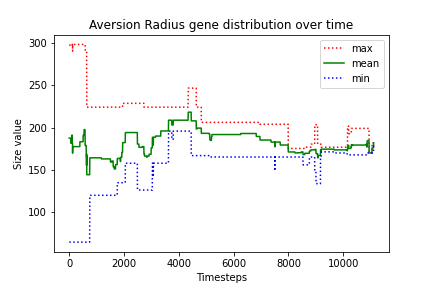 Aversion Radius gene distribution over time
300
250
200
150
100
Size value
max
mean
min
0
2000
4000
6000
8000
10000
Timesteps